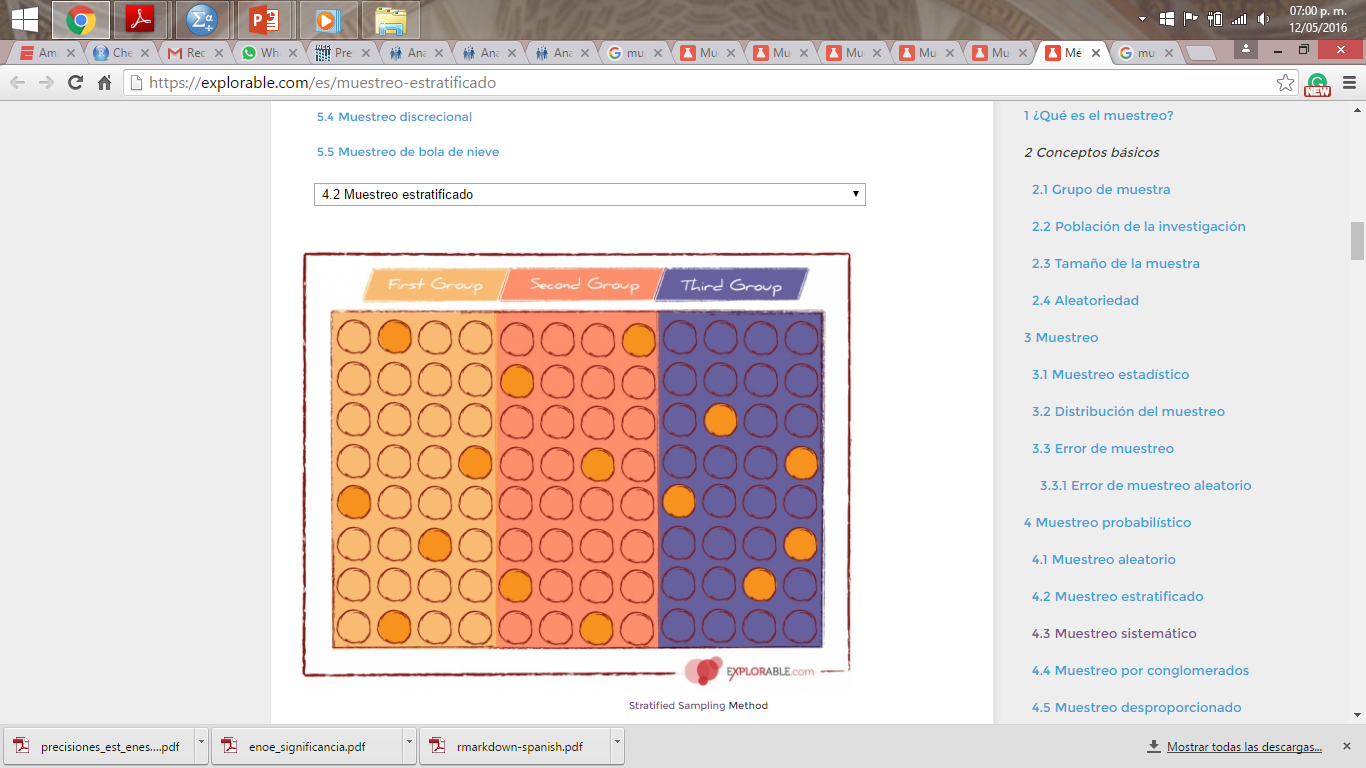 07:00 p. m.
12/05/2016
Am
Che
Rec
Wh
Pre
Ana
Ana
Ana
mu
Mu
Mu
Mu
Mu
Mu
Mé
mu
https://explorable.com/es/muestreo-estratificado
NEW
5.4 Muestreo discrecional
5.5 Muestreo de bola de nieve
4.2 Muestreo estratificado
First Group
Second Group
Third Group
EXPLORABLE.com
Stratified Sampling Method
1 ¿Qué es el muestreo?
2 Conceptos básicos
2.1 Grupo de muestra
2.2 Población de la investigación
2.3 Tamaño de la muestra
2.4 Aleatoriedad
3 Muestreo
3.1 Muestreo estadístico
3.2 Distribución del muestreo
3.3 Error de muestreo
3.3.1 Error de muestreo aleatorio
4 Muestreo probabilístico
4.1 Muestreo aleatorio
4.2 Muestreo estratificado
4.3 Muestreo sistemático
4.4 Muestreo por conglomerados
4.5 Muestreo desproporcionado
precisiones_est_enes....pdf
enoe_significancia.pdf
rmarkdown-spanish.pdf
Mostrar todas las descargas...